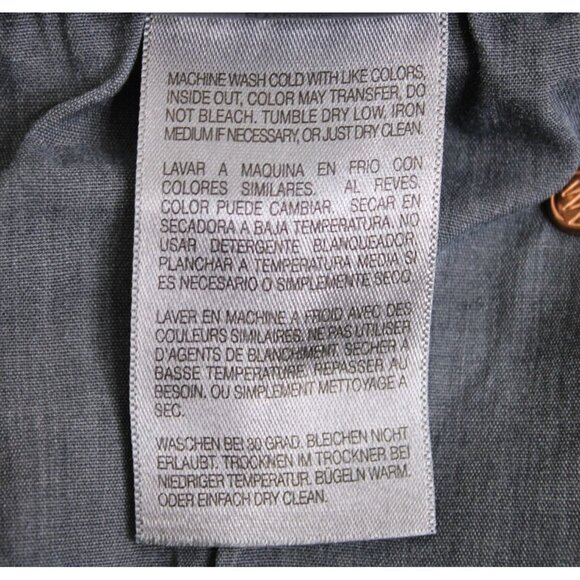 MACHINE WASH COLD WITH LIKE COLORS,
INSIDE OUT, COLOR MAY TRANSFER, DO
NOT BLEACH. TUMBLE DRY LOW, IRON
MEDIUM IF NECESSARY, OR JUST DRY CLEAN.
LAVAR A MAQUINA EN FRIO CON
COLORES SIMILARES. AL REVES.
COLOR PUEDE CAMBIAR. SECAR EN
SECADORA A BAJA TEMPERATURA. NO
USAR DETERGENTE BLANQUEADOR.
PLANCHAR A TEMPERATURA MEDIA SI
ES NECESARIO O SIMPLEMENTE SECO.
LAVER EN MACHINE A FROID AVEC DES
COULEURS SIMILAIRES. NE PAS UTILISER
D'AGENTS DE BLANCHIMENT. SECHER A
BASSE TEMPERATURE. REPASSER AU
BESOIN. OU SIMPLEMENT METTOYAGE A
SEC.
WASCHEN BEI 30 GRAD. BLEICHEN NICHT
ERLAUBT. TROCKNEN IM TROCKNER BEI
NIEDRIGER TEMPERATUR. BÜGELN WARM.
ODER EINFACH DRY CLEAN.